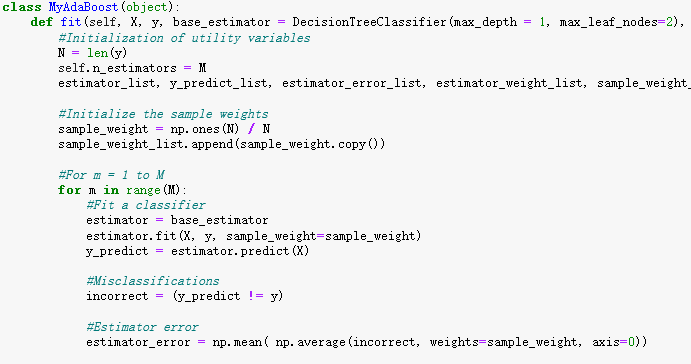 class MyAdaBoost(object):
def fit(self, X, y, base_estimator = DecisionTreeClassifier(max_depth = 1, max_leaf_nodes=2),
#Initialization of utility variables
N = len(y)
self.n_estimators = M
estimator_list, y_predict_list, estimator_error_list, estimator_weight_list, sample_weight_
#Initialize the sample weights
sample_weight = np.ones(N) / N
sample_weight_list.append(sample_weight.copy())
#For m = 1 to M
for m in range(M):
#Fit a classifier
estimator = base_estimator
estimator.fit(X, y, sample_weight=sample_weight)
y_predict = estimator.predict(X)
#Misclassifications
incorrect = (y_predict != y)
#Estimator error
estimator_error = np.mean( np.average(incorrect, weights=sample_weight, axis=0))